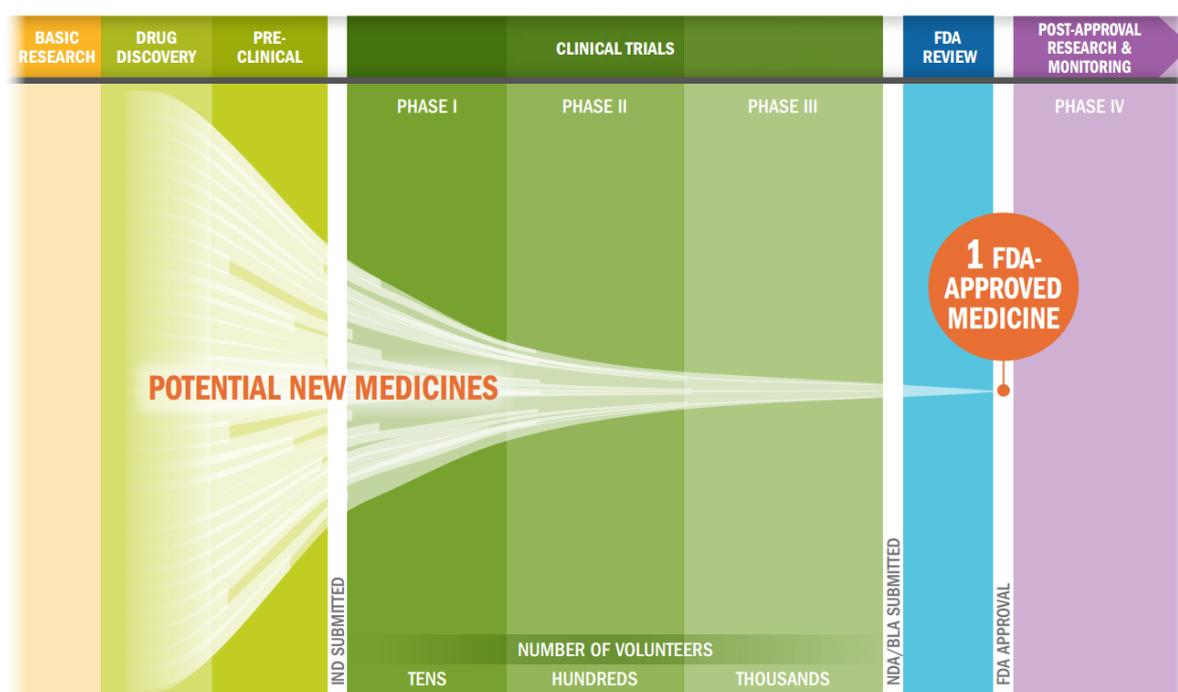 BASIC
RESEARCH
DRUG
DISCOVERY
PRE-
CLINICAL
CLINICAL TRIALS
FDA
REVIEW
POST-APPROVAL
RESEARCH &
MONITORING
PHASE I
PHASE II
PHASE III
PHASE IV
1 FDA-
APPROVED
MEDICINE
POTENTIAL NEW MEDICINES
IND SUBMITTED
NDA/BLA SUBMITTED
FDA APPROVAL
NUMBER OF VOLUNTEERS
TENS
HUNDREDS
THOUSANDS